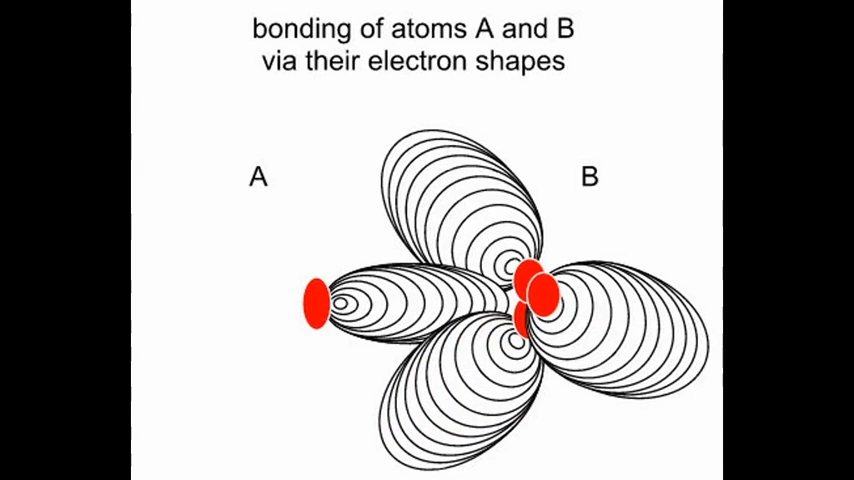 bonding of atoms A and B
via their electron shapes
A
B